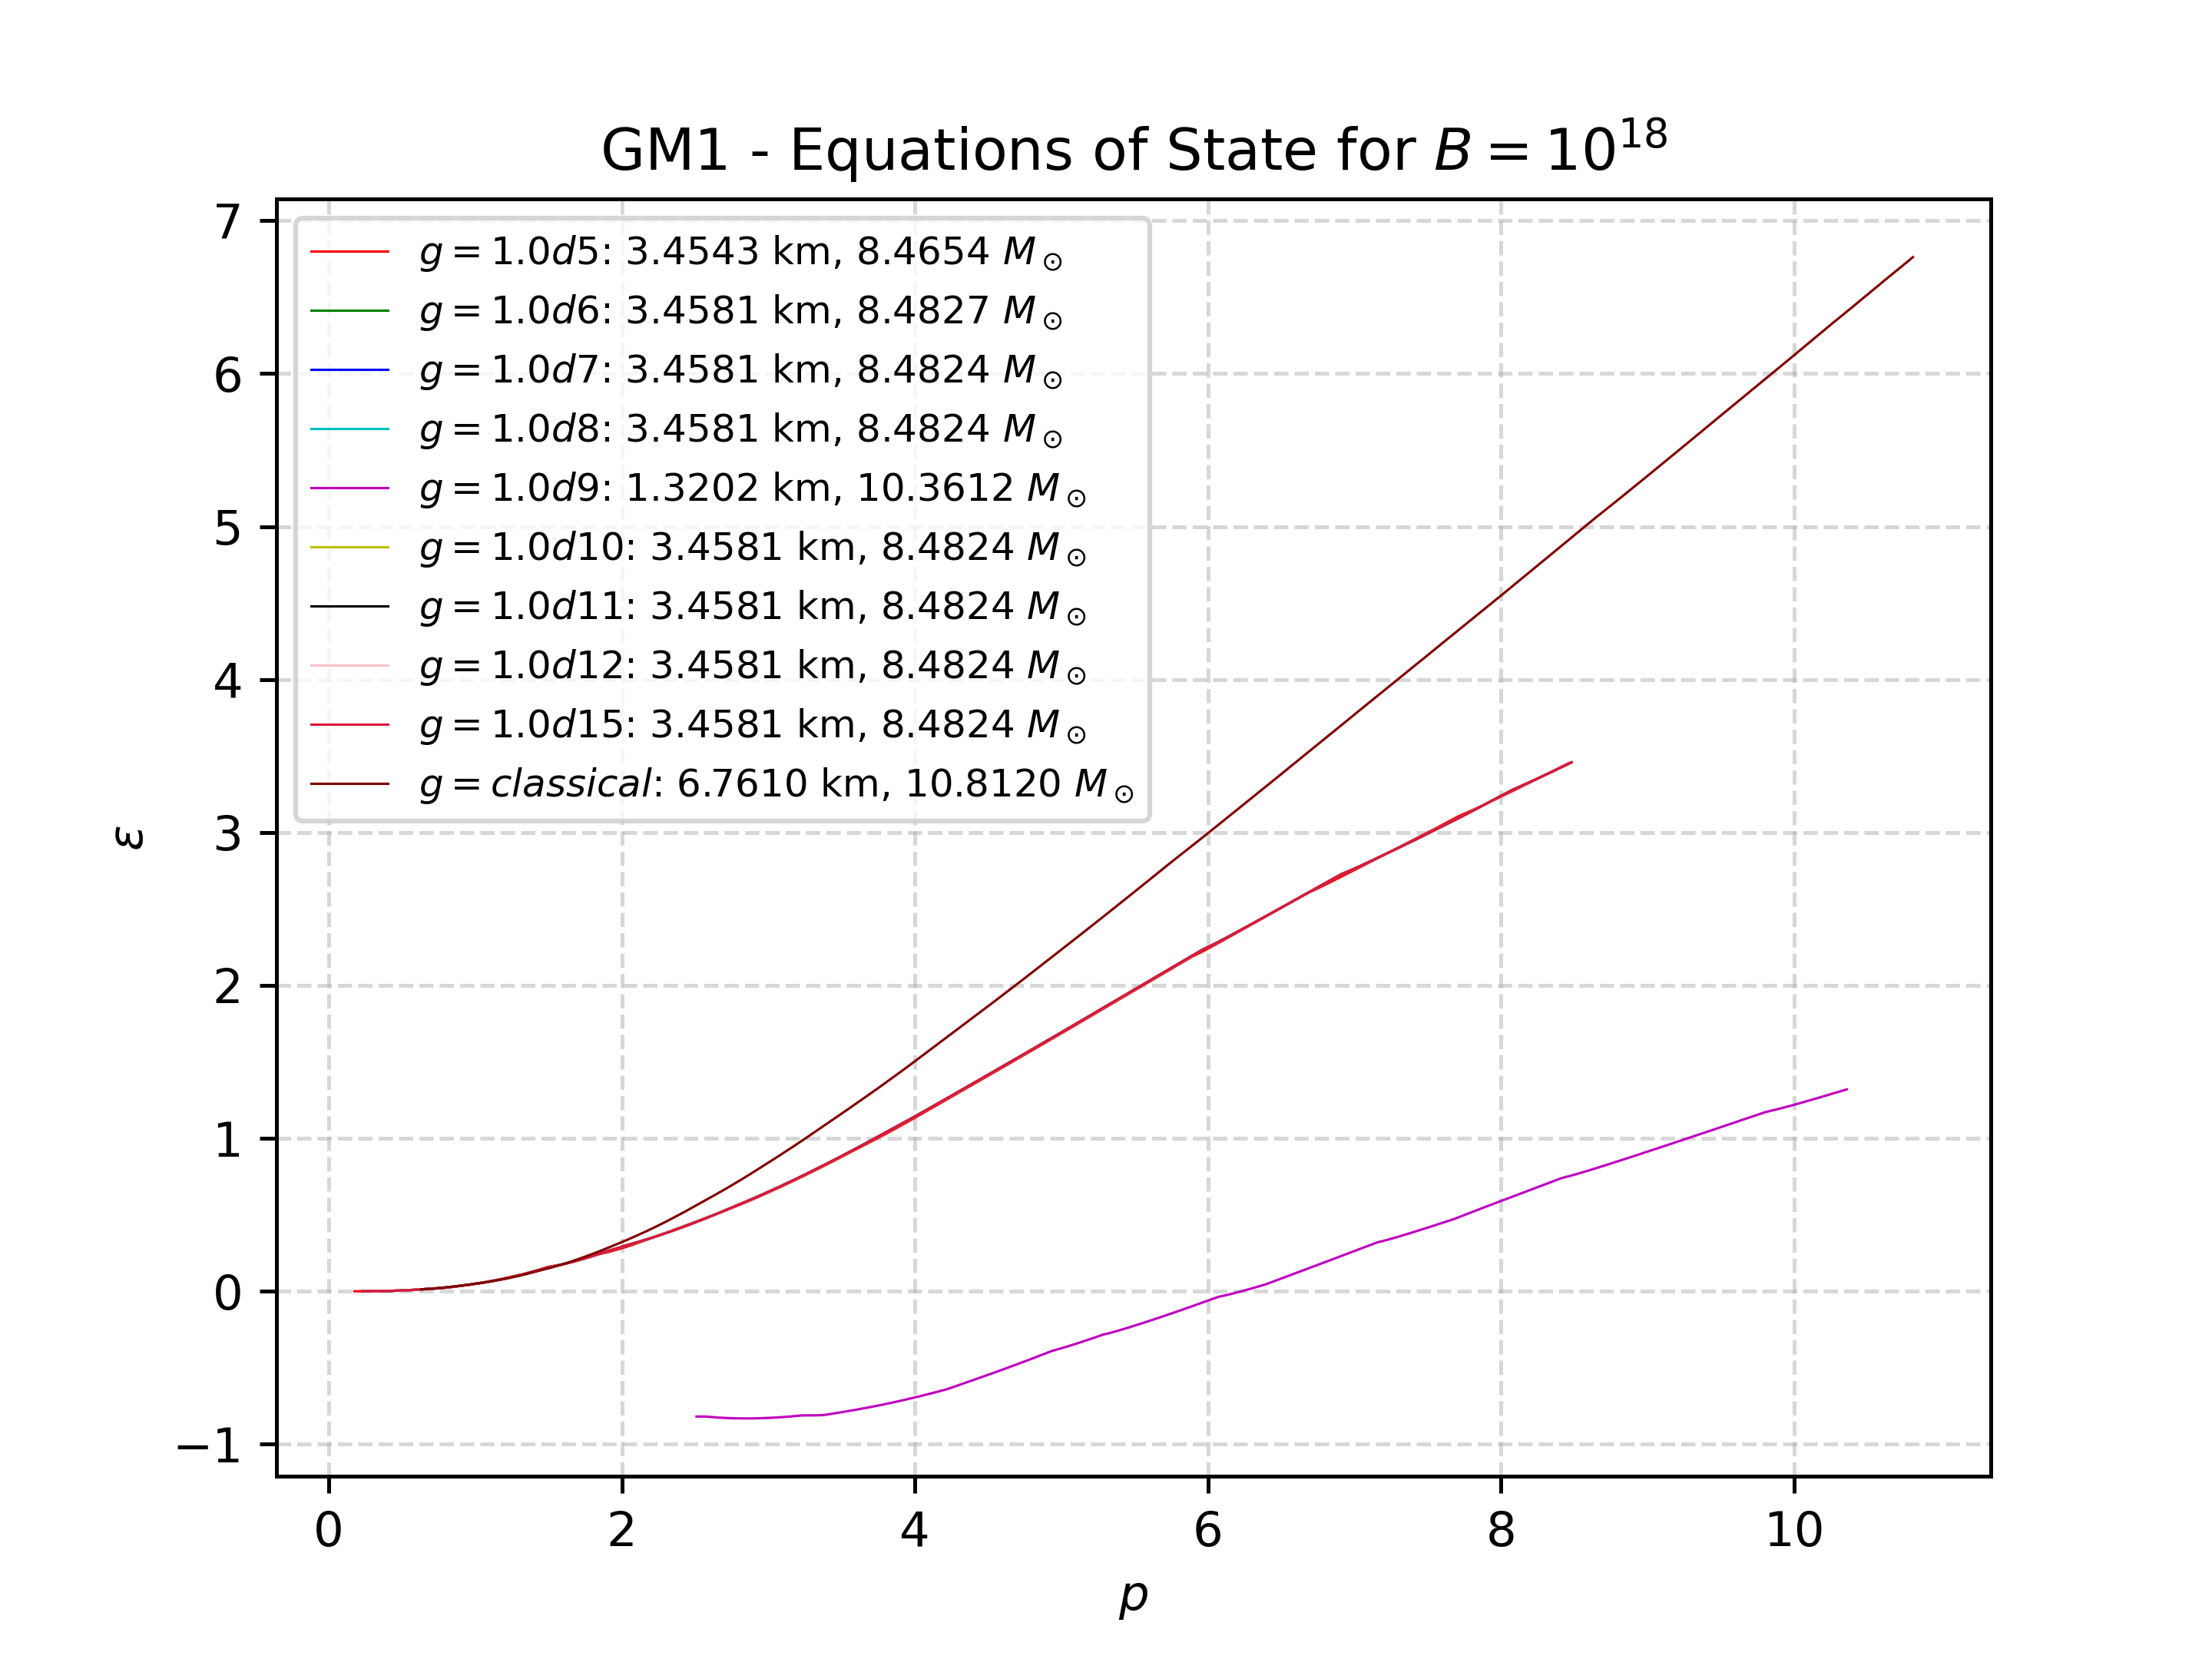 GM1 - Equations of State for B = 10^18
7
g = 1.0d5: 3.4543 km, 8.4654 M⊙
g = 1.0d6: 3.4581 km, 8.4827 M⊙
6
g = 1.0d7: 3.4581 km, 8.4824 M⊙
g = 1.0d8: 3.4581 km, 8.4824 M⊙
g = 1.0d9: 1.3202 km, 10.3612 M⊙
5
g = 1.0d10: 3.4581 km, 8.4824 M⊙
g = 1.0d11: 3.4581 km, 8.4824 M⊙
4
g = 1.0d12: 3.4581 km, 8.4824 M⊙
g = 1.0d15: 3.4581 km, 8.4824 M⊙
g = classical: 6.7610 km, 10.8120 M⊙
ε
3
2
1
0
−1
0 2 4 6 8 10
p